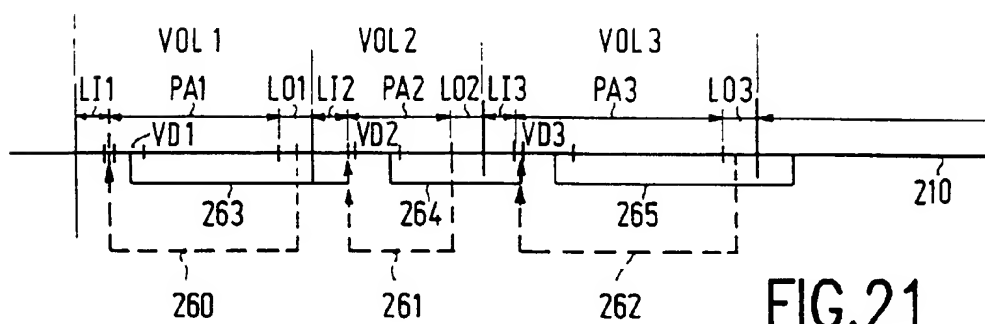 VOL 1 VOL 2 VOL 3
LI1 PA1 LO1 LI2 PA2 LO2 LI3 PA3 LO3
VD1 VD2 VD3
263 264 265 210
260 261 262
FIG.21